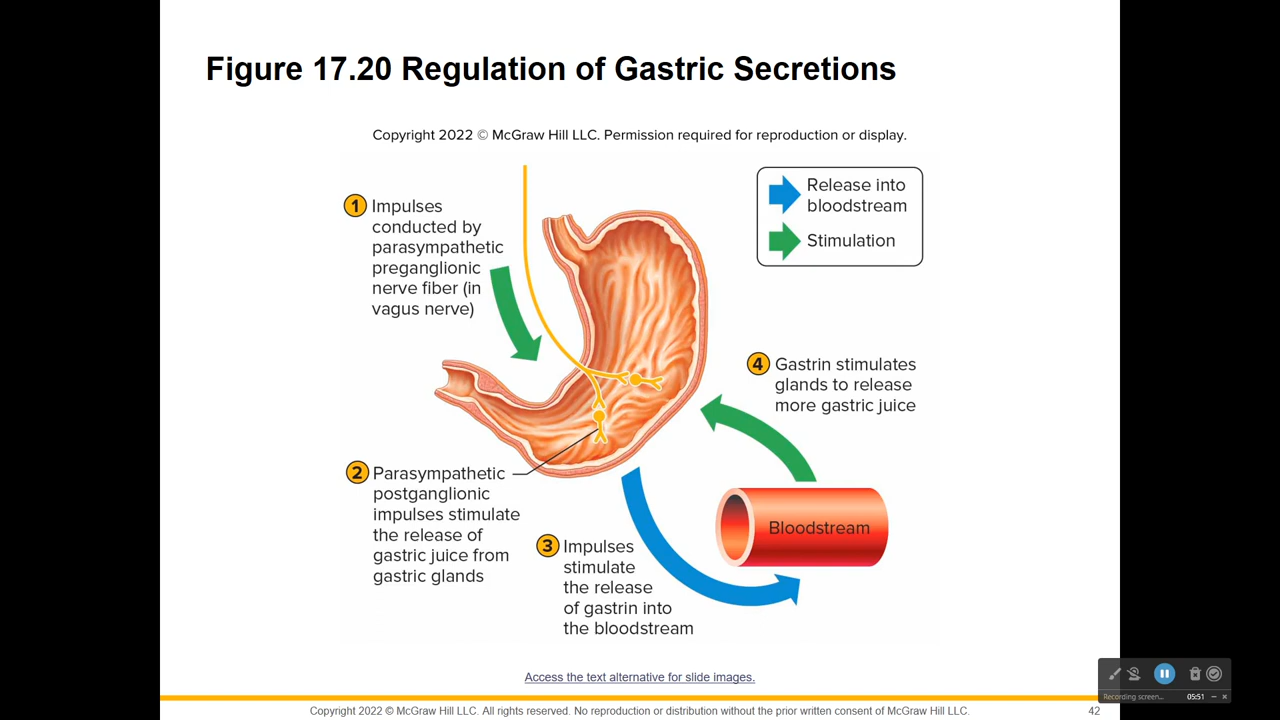 Figure 17.20 Regulation of Gastric Secretions
Copyright 2022 © McGraw Hill LLC. Permission required for reproduction or display.
1 Impulses
conducted by
parasympathetic
preganglionic
nerve fiber (in
vagus nerve)
Release into
bloodstream
Stimulation
4 Gastrin stimulates
glands to release
more gastric juice
2 Parasympathetic
postganglionic
impulses stimulate
the release of
gastric juice from
gastric glands
3 Impulses
stimulate
the release
of gastrin into
the bloodstream
Bloodstream
Access the text alternative for slide images.
Copyright 2022 © McGraw Hill LLC. All rights reserved. No reproduction or distribution without the prior written consent of McGraw Hill LLC.
42
Recording screen...
05:51